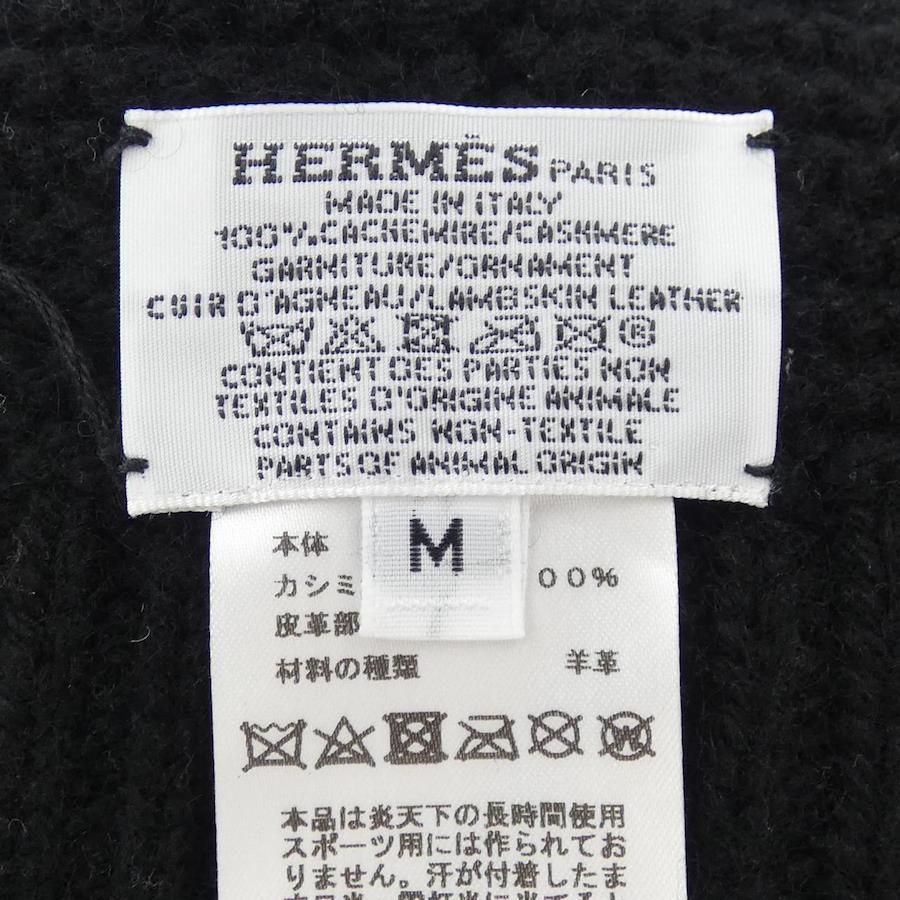 HERMËS PARIS
MADE IN ITALY
100% CACHEMIRE/CASHMERE
GARNITURE/ORNAMENT
CUIR D'AGNEAU/LAMBSKIN LEATHER
CONTIENT DES PARTIES NON
TEXTILES D'ORIGINE ANIMALE
CONTAINS NON-TEXTILE
PARTS OF ANIMAL ORIGIN
M
本体
カシミ 00%
皮革部
材料の種類 羊革
本品は炎天下の長時間使用
スポーツ用には作られてお
りません。汗が付着したま